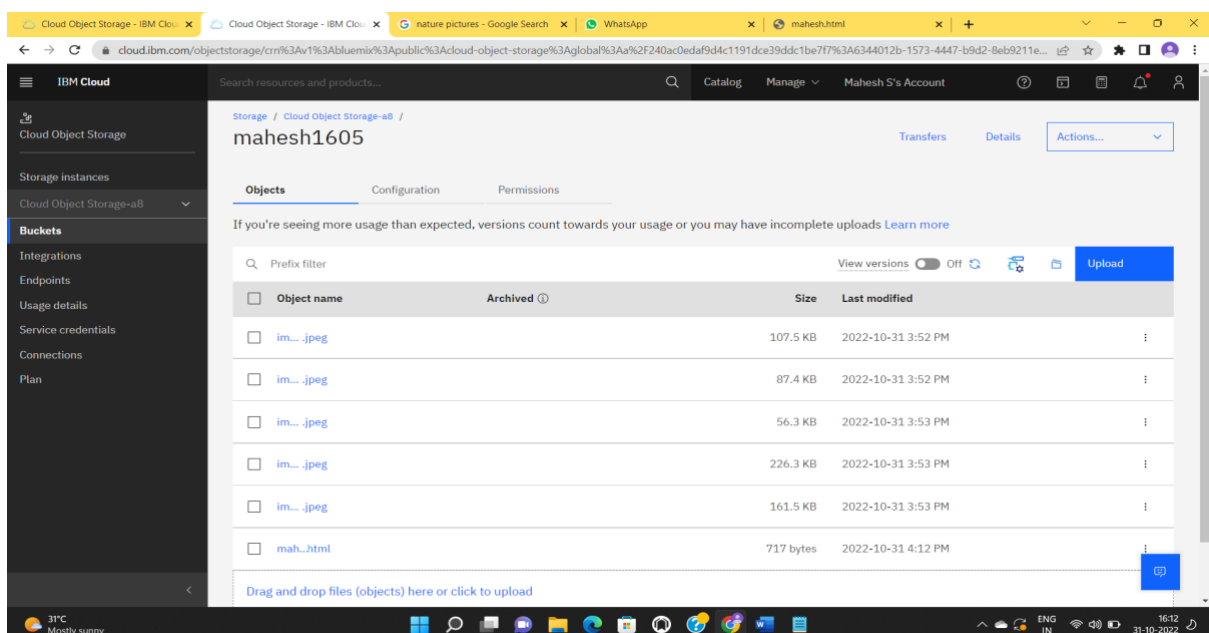 Cloud Object Storage - IBM Clou
Cloud Object Storage - IBM Clou
nature pictures - Google Search
WhatsApp
mahesh.html
cloud.ibm.com/objectstorage/crn%3Av1%3Abluemix%3Apublic%3Acloud-object-storage%3Aglobal%3Aa%2F240ac0edaf9d4c1191dce39ddc1be7f7%3A6344012b-1573-4447-b9d2-8eb9211e...
IBM Cloud
Search resources and products...
Catalog
Manage
Mahesh S's Account
Cloud Object Storage
Storage instances
Cloud Object Storage-a8
Buckets
Integrations
Endpoints
Usage details
Service credentials
Connections
Plan
Storage / Cloud Object Storage-a8 /
mahesh1605
Transfers
Details
Actions...
Objects
Configuration
Permissions
If you're seeing more usage than expected, versions count towards your usage or you may have incomplete uploads Learn more
Prefix filter
View versions Off
Upload
Object name Archived Size Last modified
im... .jpeg 107.5 KB 2022-10-31 3:52 PM
im... .jpeg 87.4 KB 2022-10-31 3:52 PM
im... .jpeg 56.3 KB 2022-10-31 3:53 PM
im... .jpeg 226.3 KB 2022-10-31 3:53 PM
im... .jpeg 161.5 KB 2022-10-31 3:53 PM
mah...html 717 bytes 2022-10-31 4:12 PM
Drag and drop files (objects) here or click to upload
31°C
Mostly sunny
ENG
IN
16:12
31-10-2022